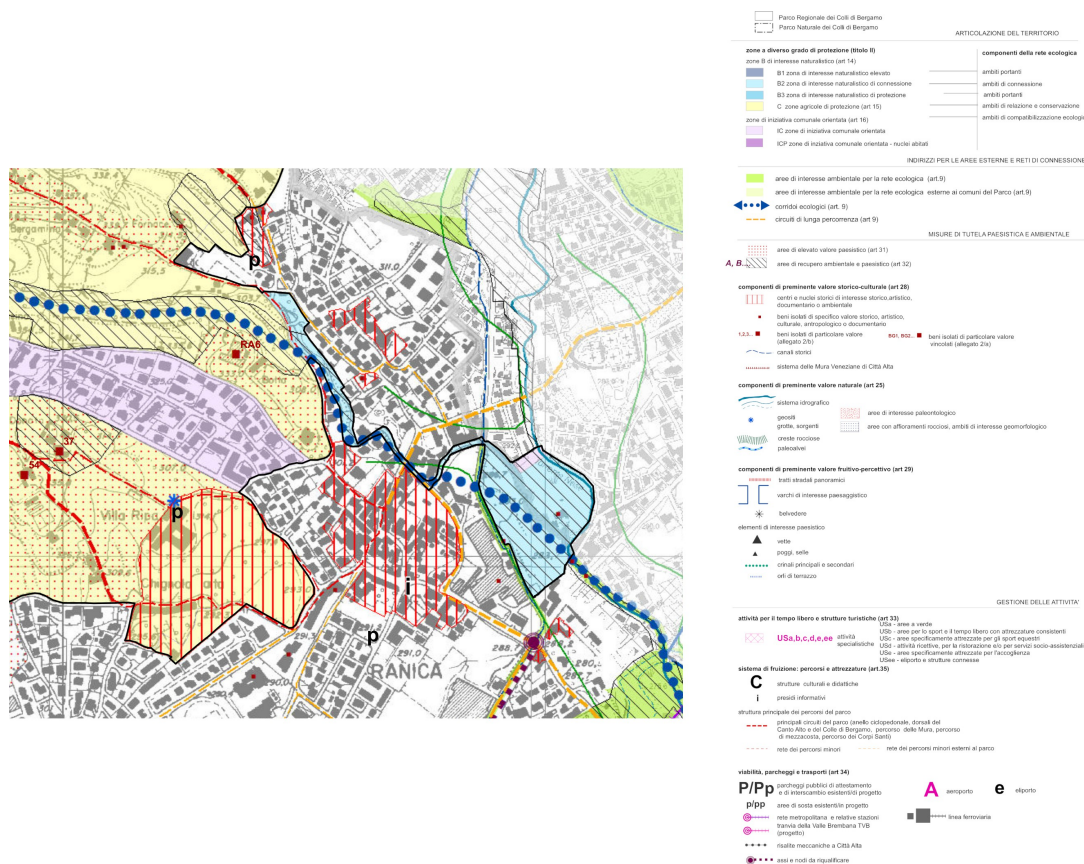 Parco Regionale dei Colli di Bergamo
Parco Naturale dei Colli di Bergamo
ARTICOLAZIONE DEL TERRITORIO
zone a diverso grado di protezione (titolo II)
componenti della rete ecologica
zone B di interesse naturalistico (art 14)
B1 zona di interesse naturalistico elevato
ambiti portanti
B2 zona di interesse naturalistico di connessione
ambiti di connessione
B3 zona di interesse naturalistico di protezione
ambiti portanti
C zone agricole di protezione (art 15)
ambiti di relazione e conservazione
zone di iniziativa comunale orientata (art 16)
ambiti di compatibilizzazione ecologi
IC zone di iniziativa comunale orientata
ICP zone di iniziativa comunale orientata - nuclei abitati
INDIRIZZI PER LE AREE ESTERNE E RETI DI CONNESSIONE
aree di interesse ambientale per la rete ecologica (art.9)
aree di interesse ambientale per la rete ecologica esterne ai comuni del Parco (art.9)
corridoi ecologici (art. 9)
circuiti di lunga percorrenza (art 9)
MISURE DI TUTELA PAESISTICA E AMBIENTALE
aree di elevato valore paesistico (art 31)
A, B... aree di recupero ambientale e paesistico (art 32)
componenti di preminente valore storico-culturale (art 28)
centri e nuclei storici di interesse storico,artistico,
documentario o ambientale
beni isolati di specifico valore storico, artistico,
culturale, antropologico o documentario
1,2,3... beni isolati di particolare valore
(allegato 2/b)
BG1, BG2... beni isolati di particolare valore
vincolati (allegato 2/a)
canali storici
sistema delle Mura Veneziane di Città Alta
componenti di preminente valore naturale (art 25)
sistema idrografico
geositi
grotte, sorgenti
creste rocciose
paleoalvei
aree di interesse paleontologico
aree con affioramenti rocciosi, ambiti di interesse geomorfologico
componenti di preminente valore fruitivo-percettivo (art 29)
tratti stradali panoramici
varchi di interesse paesaggistico
belvedere
elementi di interesse paesistico
vette
poggi, selle
crinali principali e secondari
orli di terrazzo
GESTIONE DELLE ATTIVITA'
attività per il tempo libero e strutture turistiche (art 33)
USa,b,c,d,e,ee attività
specialistiche
USa - aree a verde
USb - aree per lo sport e il tempo libero con attrezzature consistenti
USc - aree specificamente attrezzate per gli sport equestri
USd - attività ricettive, per la ristorazione e/o per servizi socio-assistenziali
USe - aree specificamente attrezzate per l'accoglienza
USee - eliporto e strutture connesse
sistema di fruizione: percorsi e attrezzature (art.35)
C strutture culturali e didattiche
i presidi informativi
struttura principale dei percorsi del parco
principali circuiti del parco (anello ciclopedonale, dorsali del
Canto Alto e del Colle di Bergamo, percorso delle Mura, percorso
di mezzacosta, percorso dei Corpi Santi)
rete dei percorsi minori
rete dei percorsi minori esterni al parco
viabilità, parcheggi e trasporti (art 34)
P/Pp parcheggi pubblici di attestamento
e di interscambio esistenti/di progetto
A aeroporto
e eliporto
p/pp aree di sosta esistenti/in progetto
rete metropolitana e relative stazioni
linea ferroviaria
tranvia della Valle Brembana TVB
(progetto)
risalite meccaniche a Città Alta
assi e nodi da riqualificare
315.5
311.0
p
RA6
37
54
307.0
p
i
293.0
291.3
p
291.0
RANICA
290.0